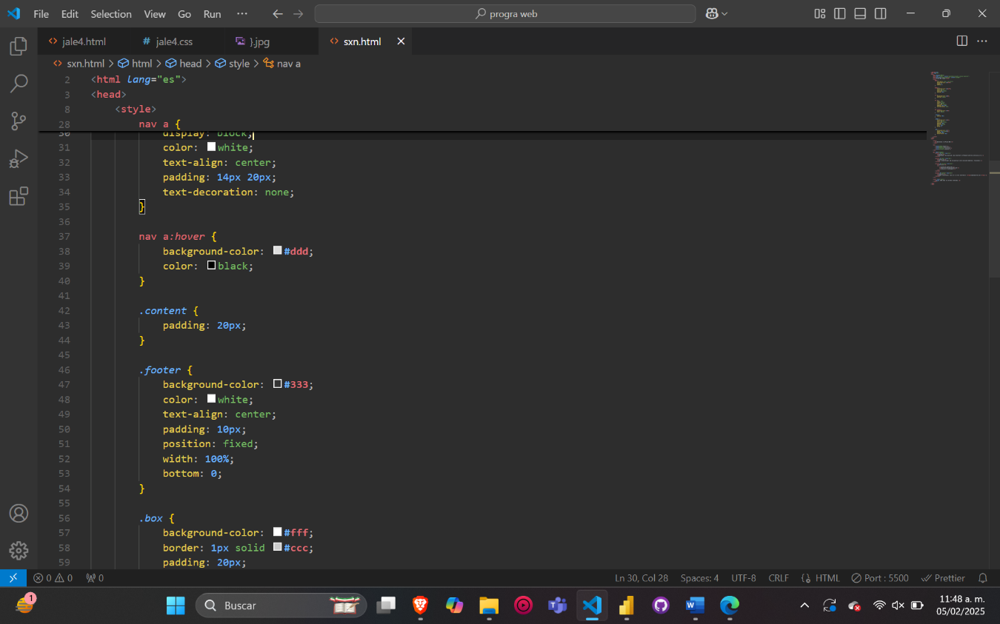 File Edit Selection View Go Run ··· progra web
jale4.html # jale4.css }.jpg sxn.html
sxn.html > html > head > style > nav a
2 <html lang="es">
3 <head>
8 <style>
28 nav a {
30 display: block;
31 color: white;
32 text-align: center;
33 padding: 14px 20px;
34 text-decoration: none;
35 }
36
37 nav a:hover {
38 background-color: #ddd;
39 color: black;
40 }
41
42 .content {
43 padding: 20px;
44 }
45
46 .footer {
47 background-color: #333;
48 color: white;
49 text-align: center;
50 padding: 10px;
51 position: fixed;
52 width: 100%;
53 bottom: 0;
54 }
55
56 .box {
57 background-color: #fff;
58 border: 1px solid #ccc;
59 padding: 20px;
0 0 0 Ln 30, Col 28 Spaces: 4 UTF-8 CRLF {} HTML Port : 5500 Prettier
1 Buscar 11:48 a. m.
05/02/2025